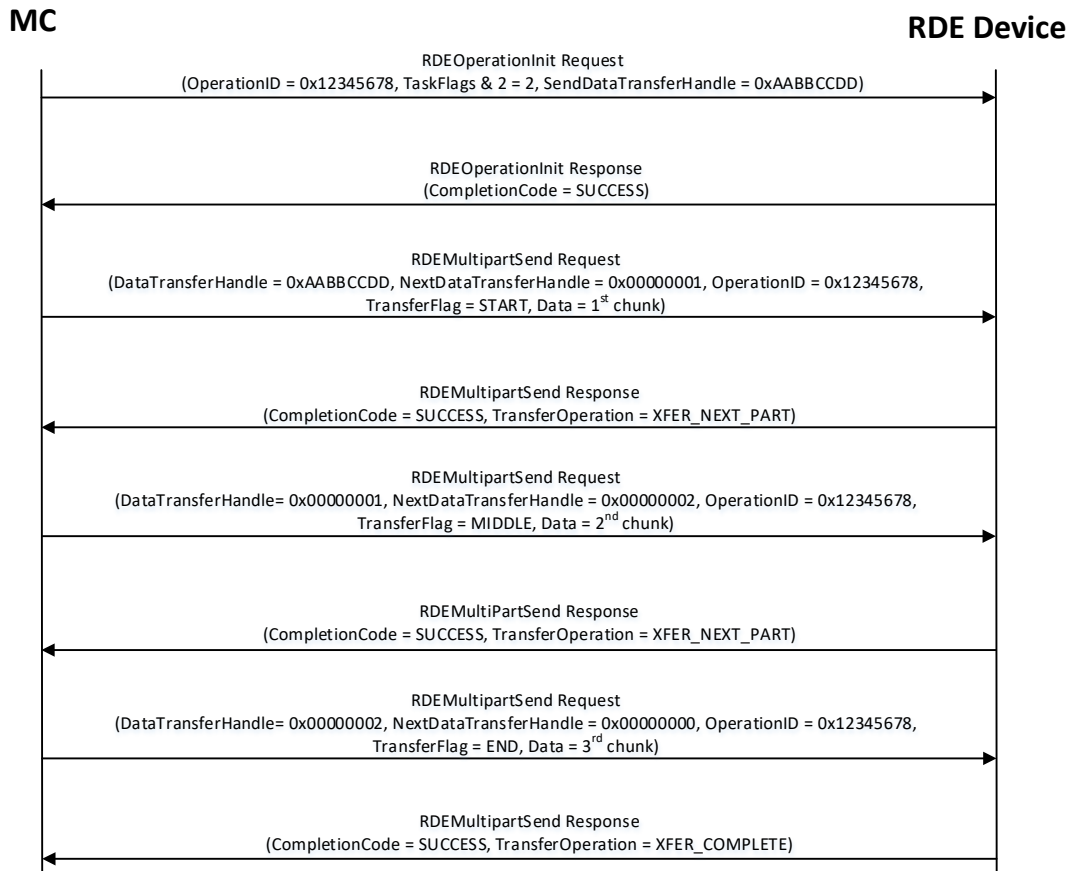 MC
RDE Device
RDEOperationInit Request
(OperationID = 0x12345678, TaskFlags & 2 = 2, SendDataTransferHandle = 0xAABBCCDD)
RDEOperationInit Response
(CompletionCode = SUCCESS)
RDEMultipartSend Request
(DataTransferHandle = 0xAABBCCDD, NextDataTransferHandle = 0x00000001, OperationID = 0x12345678,
TransferFlag = START, Data = 1st chunk)
RDEMultipartSend Response
(CompletionCode = SUCCESS, TransferOperation = XFER_NEXT_PART)
RDEMultipartSend Request
(DataTransferHandle= 0x00000001, NextDataTransferHandle = 0x00000002, OperationID = 0x12345678,
TransferFlag = MIDDLE, Data = 2nd chunk)
RDEMultiPartSend Response
(CompletionCode = SUCCESS, TransferOperation = XFER_NEXT_PART)
RDEMultipartSend Request
(DataTransferHandle= 0x00000002, NextDataTransferHandle = 0x00000000, OperationID = 0x12345678,
TransferFlag = END, Data = 3rd chunk)
RDEMultipartSend Response
(CompletionCode = SUCCESS, TransferOperation = XFER_COMPLETE)